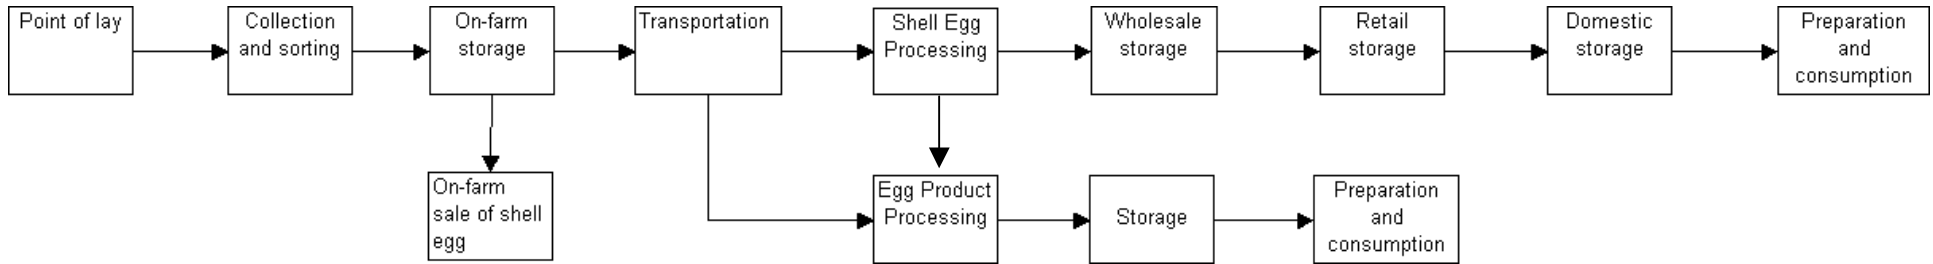 Point of lay
Collection
and sorting
On-farm
storage
Transportation
Shell Egg
Processing
Wholesale
storage
Retail
storage
Domestic
storage
Preparation
and
consumption
On-farm
sale of shell
egg
Egg Product
Processing
Storage
Preparation
and
consumption